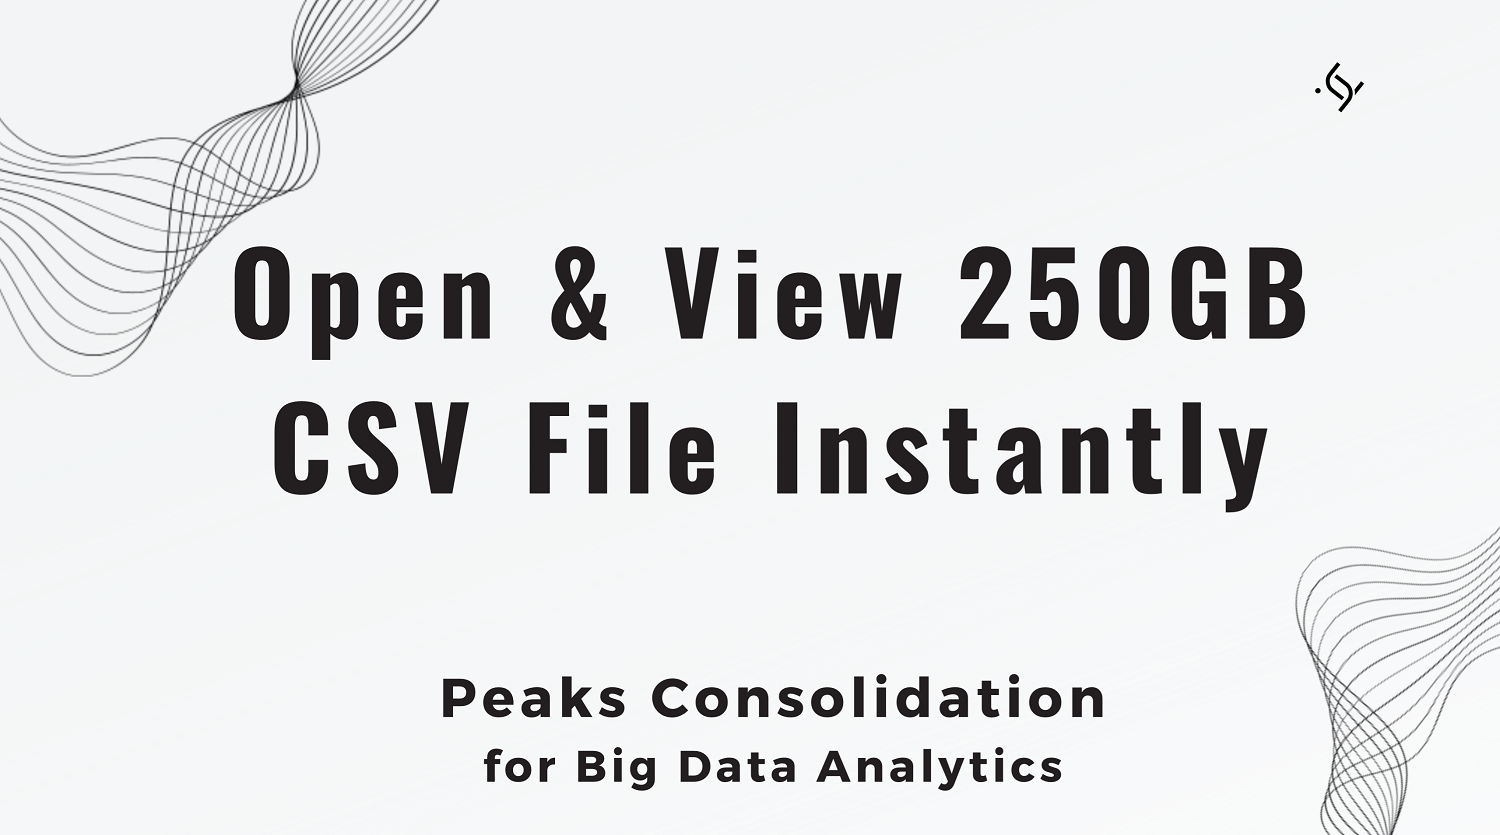 Open & View 250GB
CSV File Instantly
Peaks Consolidation
for Big Data Analytics